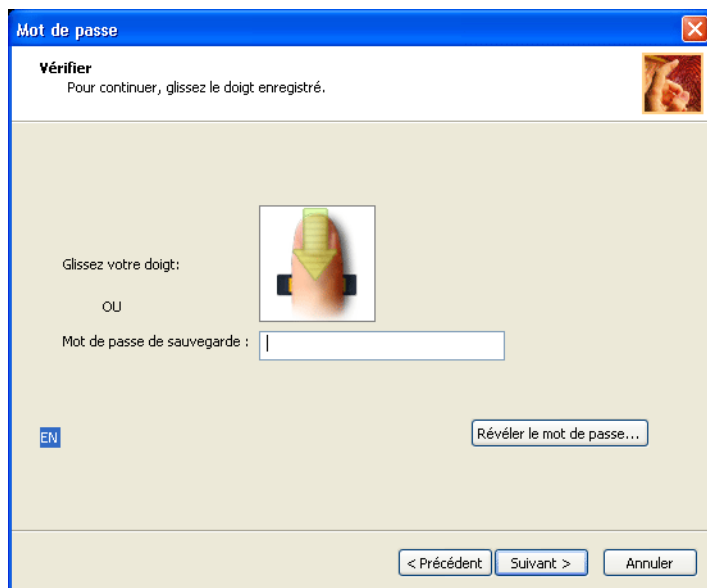 Mot de passe
Vérifier
Pour continuer, glissez le doigt enregistré.
Glissez votre doigt:
OU
Mot de passe de sauvegarde :
EN
Révéler le mot de passe...
< Précédent
Suivant >
Annuler